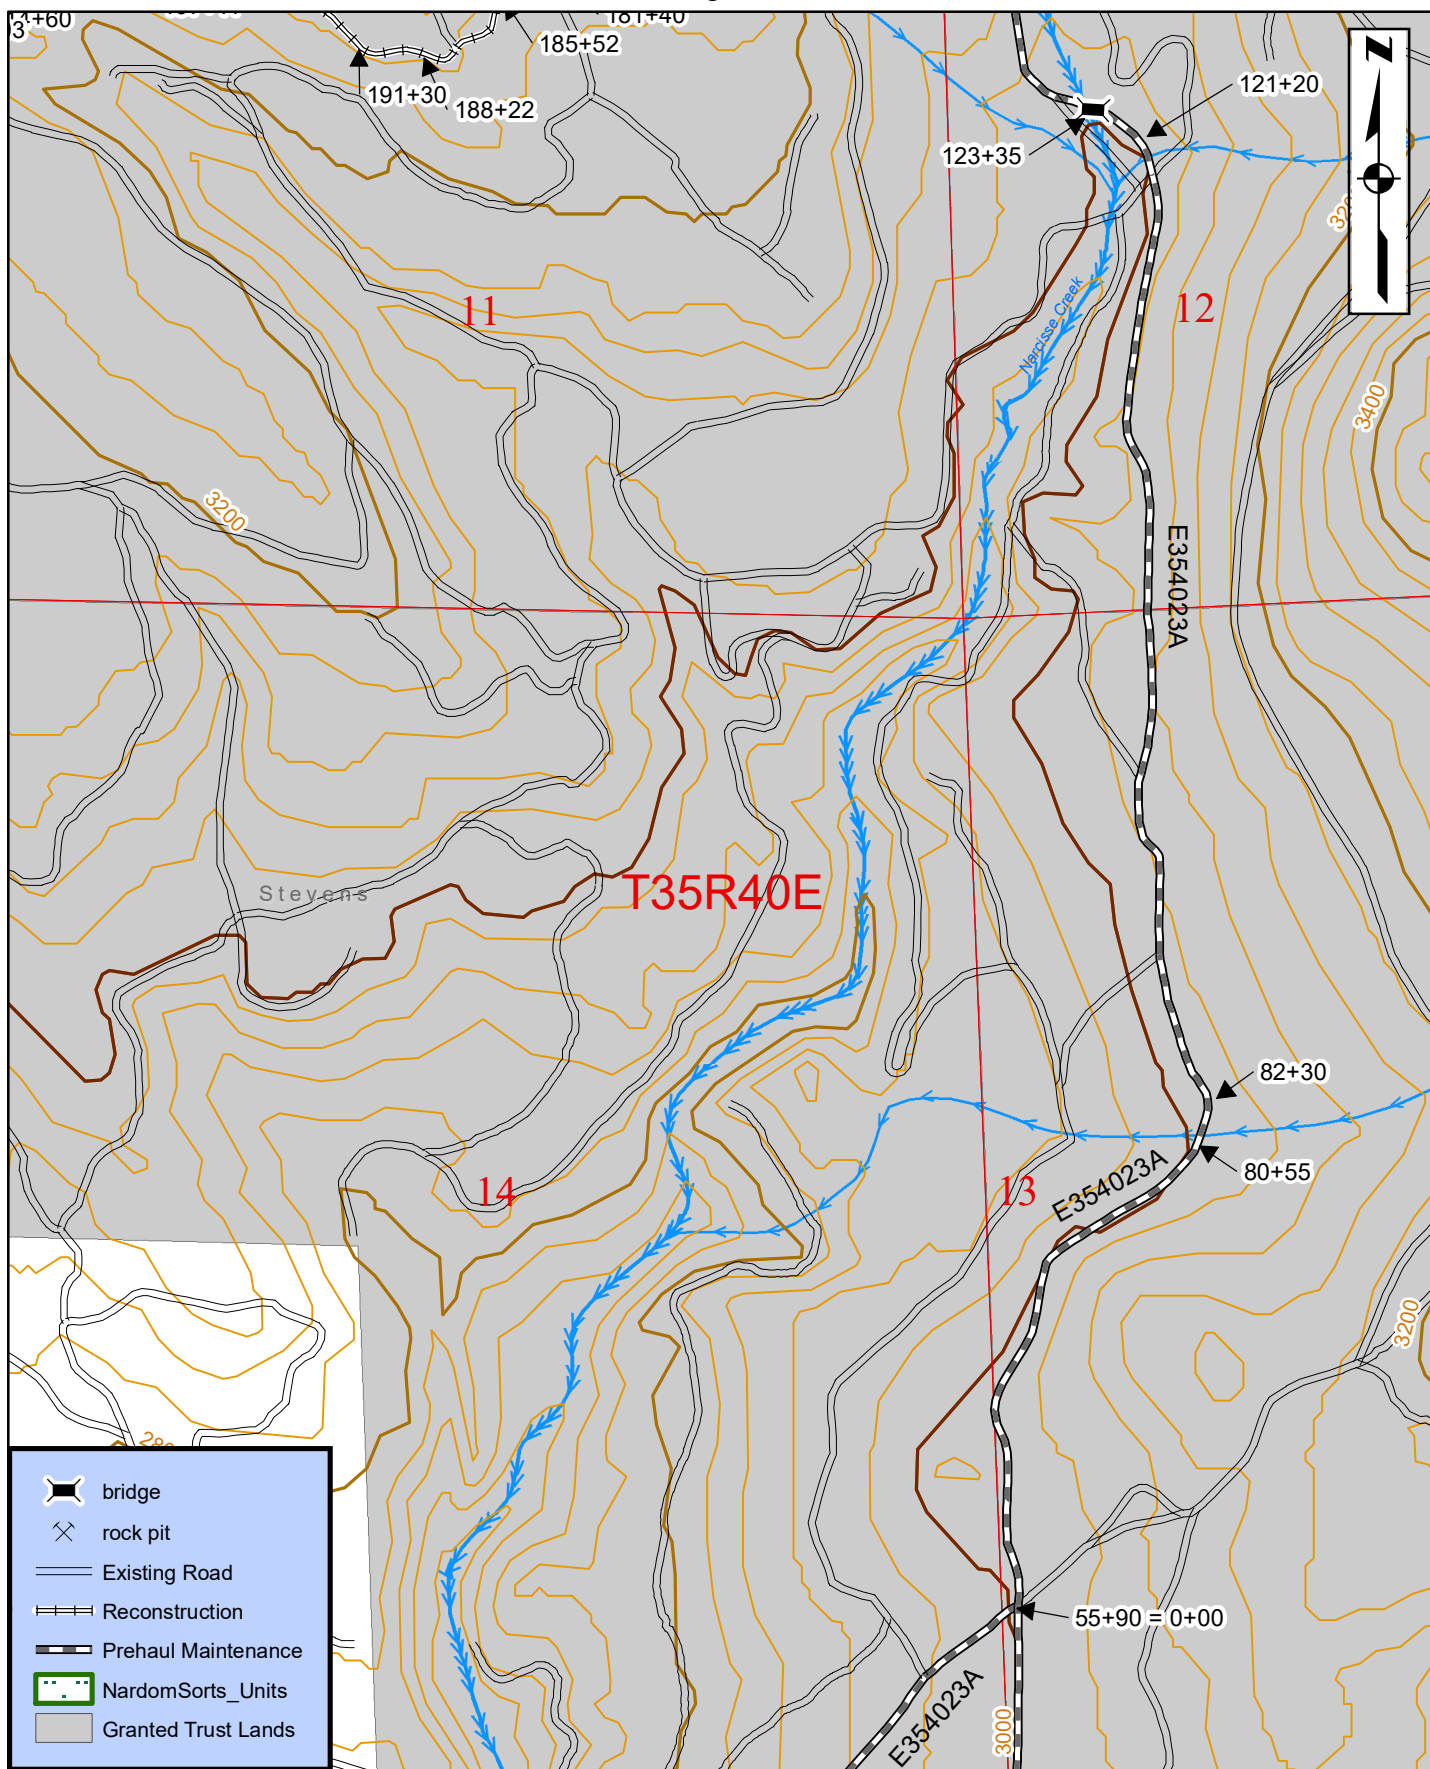 185+52
191+30
188+22
121+20
123+35
Z
11
12
Narcisse Creek
3400
3200
E354023A
Stevens
T35R40E
82+30
80+55
E354023A
14
13
3200
bridge
rock pit
Existing Road
Reconstruction
Prehaul Maintenance
NardomSorts_Units
Granted Trust Lands
55+90 = 0+00
E354023A
3000